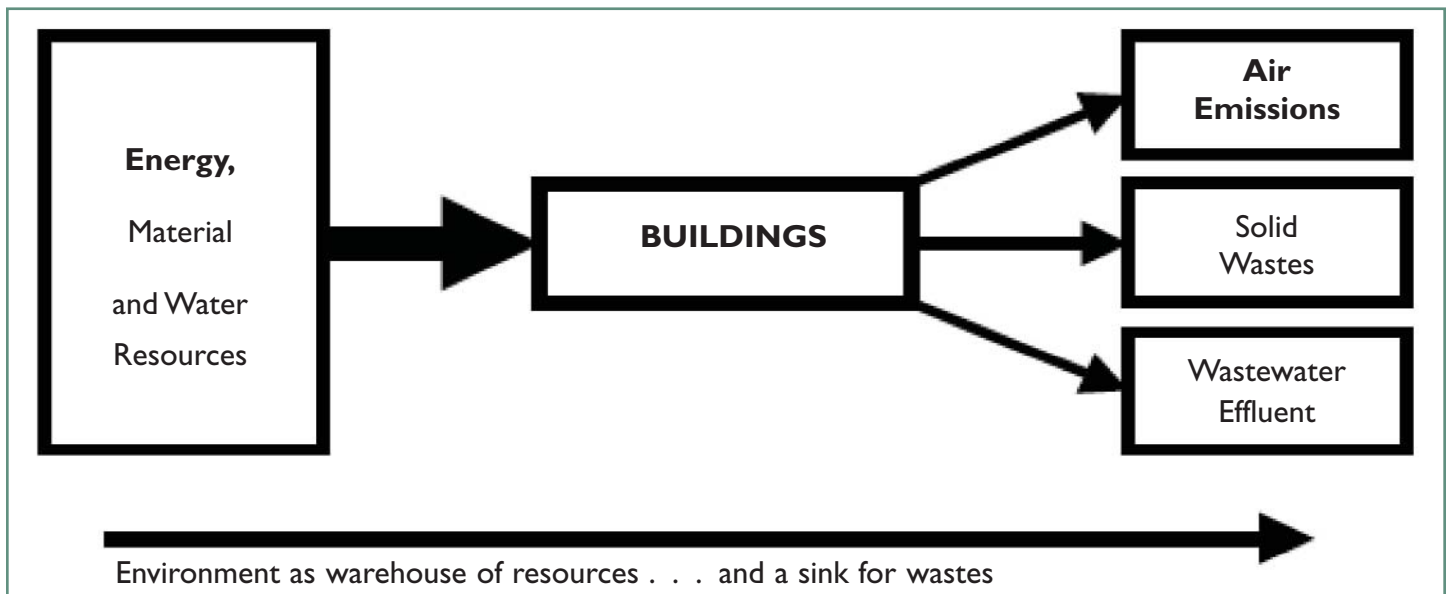 Energy,
Material
and Water
Resources
BUILDINGS
Air
Emissions
Solid
Wastes
Wastewater
Effluent
Environment as warehouse of resources . . . and a sink for wastes